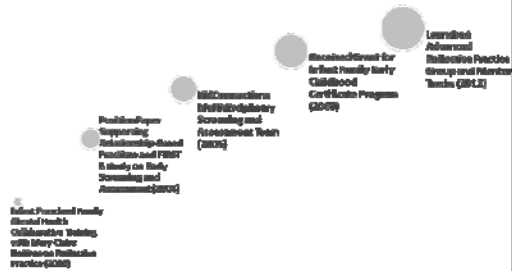 Infant Preschool Family
Mental Health
Collaborative Training
with Mary Claire
Heffron on Reflective
Practice
Position Paper
Supporting
Relationship-Based
Practices and FIRST
5 study on Early
Screening and
Assessment
Multidisciplinary
Screening and
Assessment Team
Received Grant for
Infant Family Early
Childhood
Certificate Program
Launched
Advanced
Reflective Practice
Group and Mentor